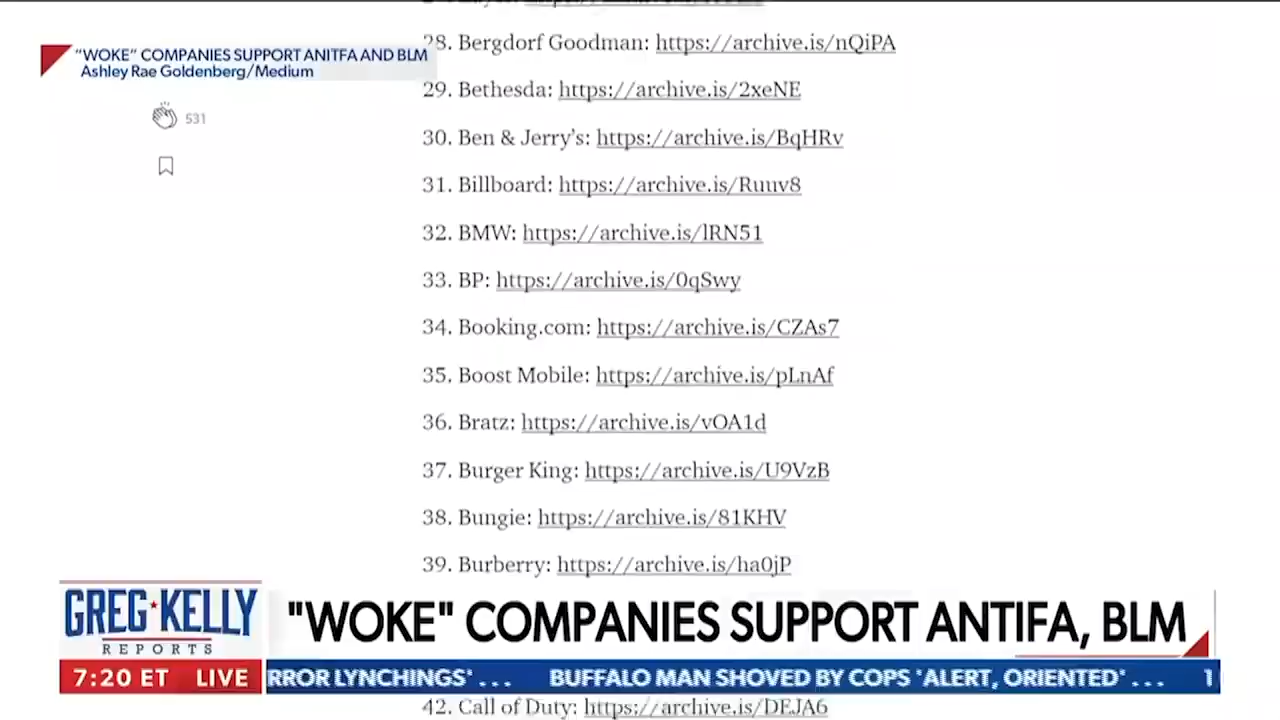 "WOKE" COMPANIES SUPPORT ANITFA AND BLM
Ashley Rae Goldenberg/Medium
531
28. Bergdorf Goodman: https://archive.is/nQiPA
29. Bethesda: https://archive.is/2xeNE
30. Ben & Jerry's: https://archive.is/BqHRv
31. Billboard: https://archive.is/Ruuv8
32. BMW: https://archive.is/lRN51
33. BP: https://archive.is/0qSwy
34. Booking.com: https://archive.is/CZAs7
35. Boost Mobile: https://archive.is/pLnAf
36. Bratz: https://archive.is/vOA1d
37. Burger King: https://archive.is/U9VzB
38. Bungie: https://archive.is/81KHV
39. Burberry: https://archive.is/ha0jP
GREG KELLY
REPORTS
"WOKE" COMPANIES SUPPORT ANTIFA, BLM
7:20 ET LIVE
RROR LYNCHINGS' . . . BUFFALO MAN SHOVED BY COPS 'ALERT, ORIENTED' . . . 1
42. Call of Duty: https://archive.is/DEJA6